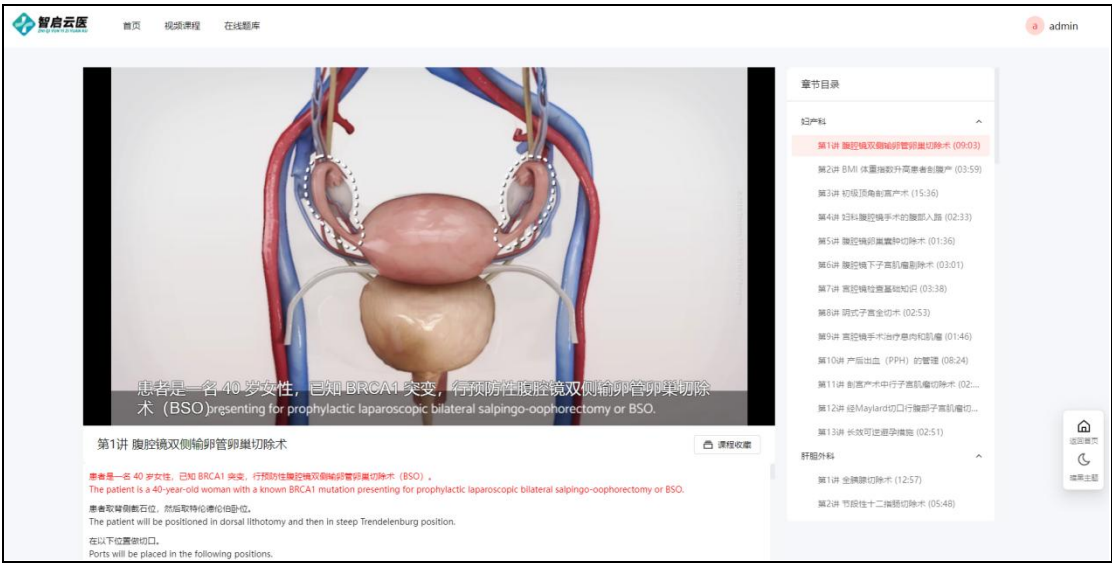 智启云医
首页 视频课程 在线题库
a admin
患者是一名 40 岁女性，已知 BRCA1 突变，行预防性腹腔镜双侧输卵管卵巢切除
术（BSO）presenting for prophylactic laparoscopic bilateral salpingo-oophorectomy or BSO.
第1讲 腹腔镜双侧输卵管卵巢切除术
课程收藏
患者是一名 40 岁女性，已知 BRCA1 突变，行预防性腹腔镜双侧输卵管卵巢切除术（BSO）。
The patient is a 40-year-old woman with a known BRCA1 mutation presenting for prophylactic laparoscopic bilateral salpingo-oophorectomy or BSO.
患者取背侧截石位，然后取特伦德伦伯卧位。
The patient will be positioned in dorsal lithotomy and then in steep Trendelenburg position.
在以下位置做切口。
Ports will be placed in the following positions.
章节目录
妇产科
第1讲 腹腔镜双侧输卵管卵巢切除术 (09:03)
第2讲 BMI 体重指数升高患者剖腹产 (03:59)
第3讲 初级顶角剖宫产术 (15:36)
第4讲 妇科腹腔镜手术的腹部入路 (02:33)
第5讲 腹腔镜卵巢囊肿切除术 (01:36)
第6讲 腹腔镜下子宫肌瘤剔除术 (03:01)
第7讲 宫腔镜检查基础知识 (03:38)
第8讲 阴式子宫全切术 (02:53)
第9讲 宫腔镜手术治疗息肉和肌瘤 (01:46)
第10讲 产后出血（PPH）的管理 (08:24)
第11讲 剖宫产术中行子宫肌瘤切除术 (02:...
第12讲 经Maylard切口行腹部子宫肌瘤切...
第13讲 长效可逆避孕措施 (02:51)
肝胆外科
第1讲 全胰腺切除术 (12:57)
第2讲 节段性十二指肠切除术 (05:48)
返回首页
暗黑主题